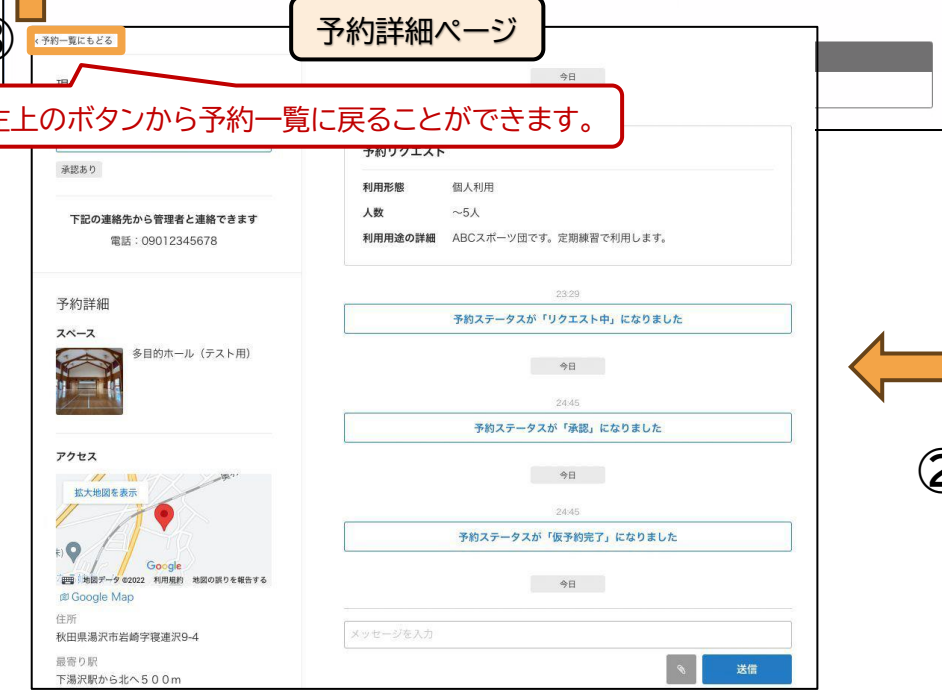 ③
‹ 予約一覧にもどる
予約詳細ページ
左上のボタンから予約一覧に戻ることができます。
承認あり
下記の連絡先から管理者と連絡できます
電話：09012345678
予約詳細
スペース
多目的ホール（テスト用）
アクセス
拡大地図を表示
Google
地図データ ©2022 利用規約 地図の誤りを報告する
Google Map
住所
秋田県湯沢市岩崎字寝連沢9-4
最寄り駅
下湯沢駅から北へ５００m
今日
予約リクエスト
利用形態 個人利用
人数 〜5人
利用用途の詳細 ABCスポーツ団です。定期練習で利用します。
23:29
予約ステータスが「リクエスト中」になりました
今日
24:45
予約ステータスが「承認」になりました
今日
24:45
予約ステータスが「仮予約完了」になりました
今日
メッセージを入力
送信
②